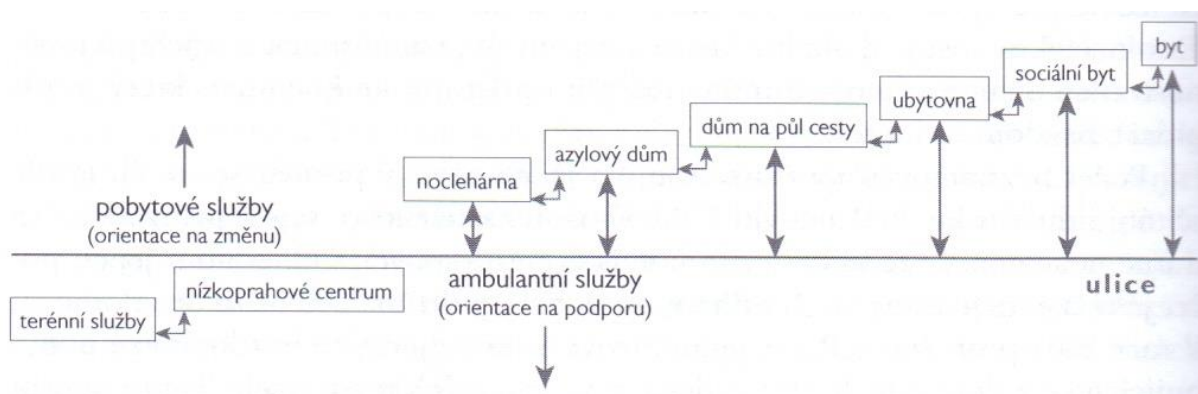 byt
sociální byt
ubytovna
dům na půl cesty
azylový dům
noclehárna
pobytové služby
(orientace na změnu)
nízkoprahové centrum
ambulantní služby
(orientace na podporu)
ulice
terénní služby